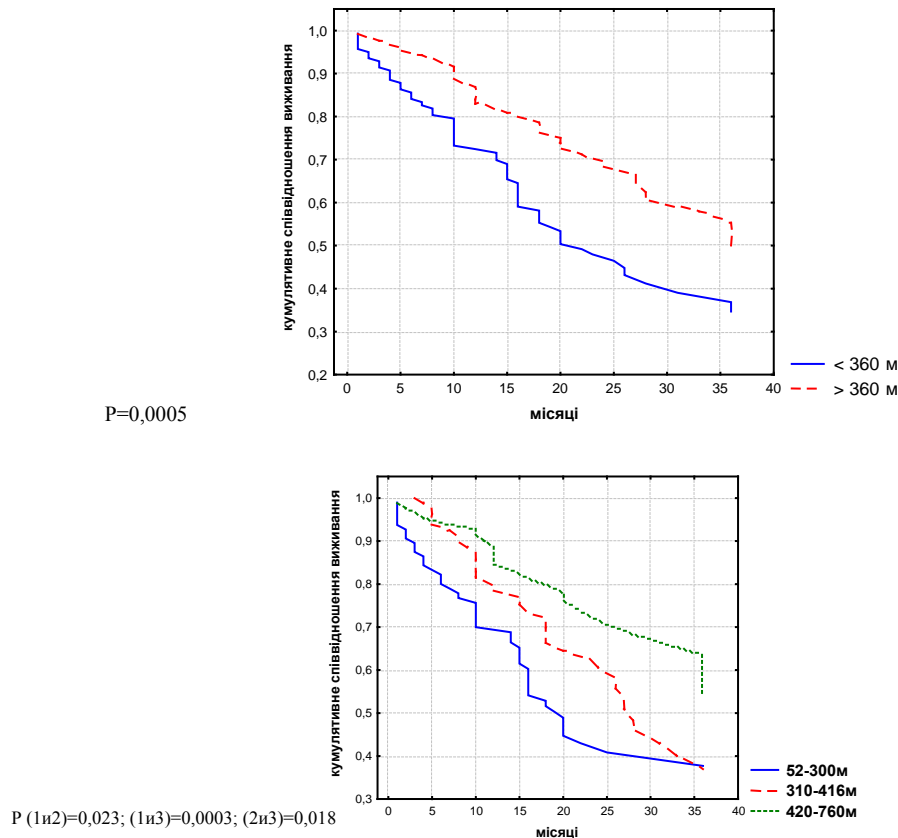 кумулятивне співвідношення виживання
1,0
0,9
0,8
0,7
0,6
0,5
0,4
0,3
0,2
0 5 10 15 20 25 30 35 40
місяці
< 360 м
> 360 м
P=0,0005
кумулятивне співвідношення виживання
1,0
0,9
0,8
0,7
0,6
0,5
0,4
0,3
0 5 10 15 20 25 30 35 40
місяці
52-300м
310-416м
420-760м
P (1и2)=0,023; (1и3)=0,0003; (2и3)=0,018